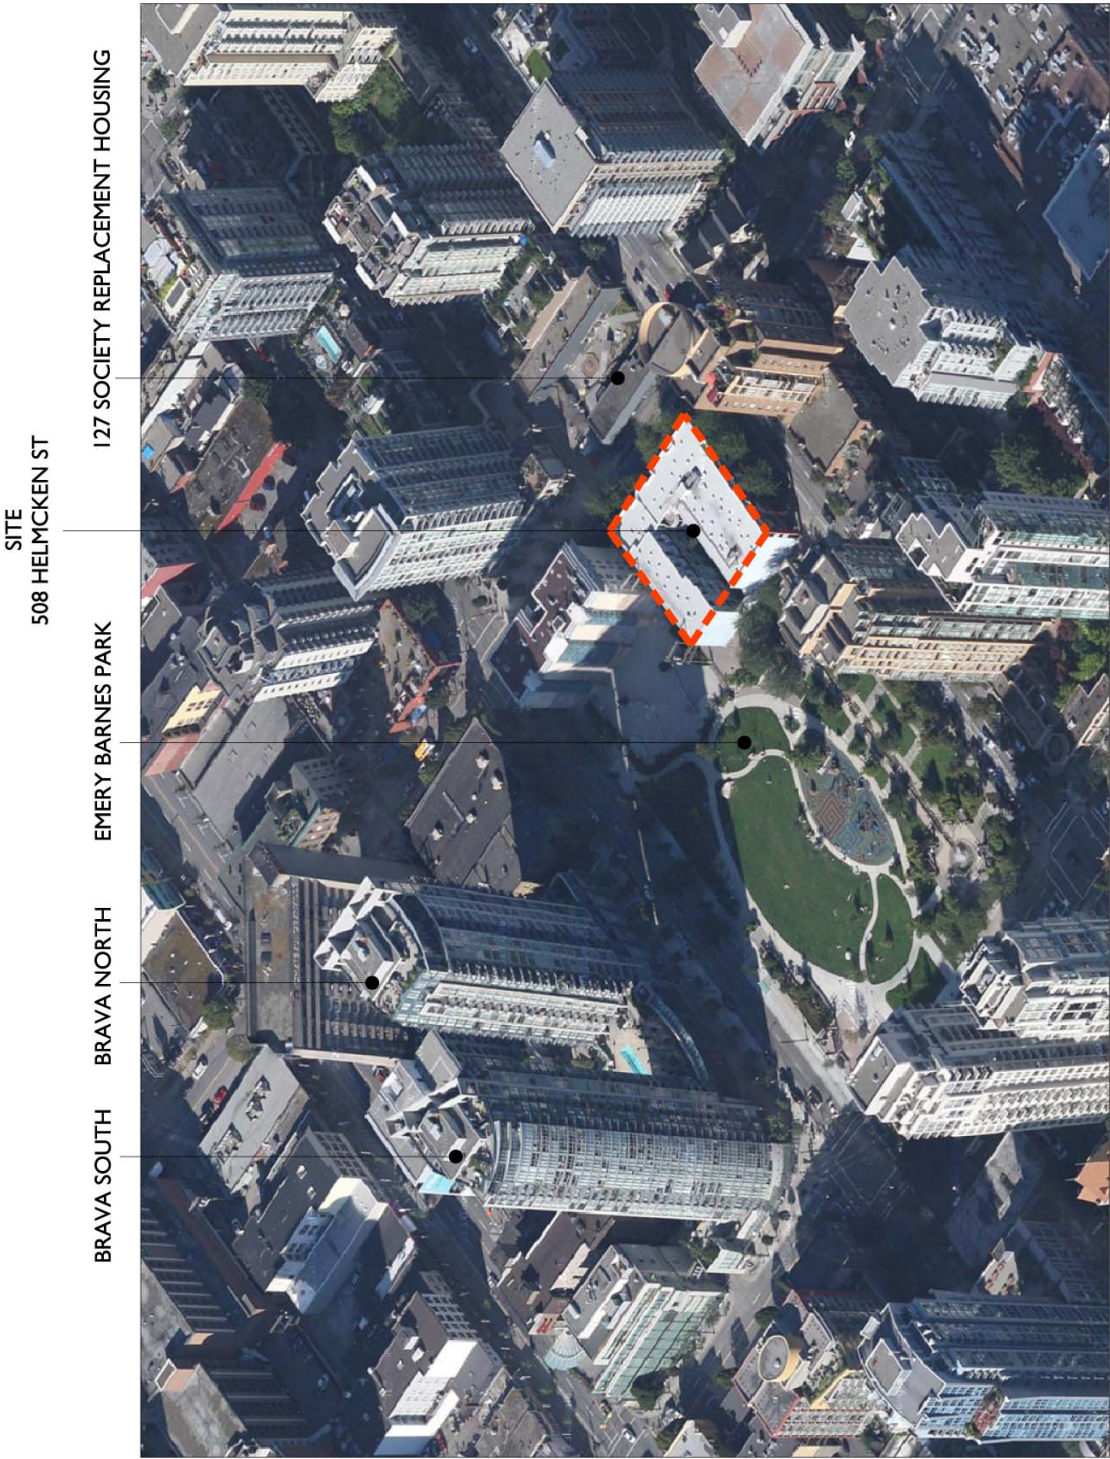 127 SOCIETY REPLACEMENT HOUSING
SITE
508 HELMCKEN ST
EMERY BARNES PARK
BRAVA NORTH
BRAVA SOUTH